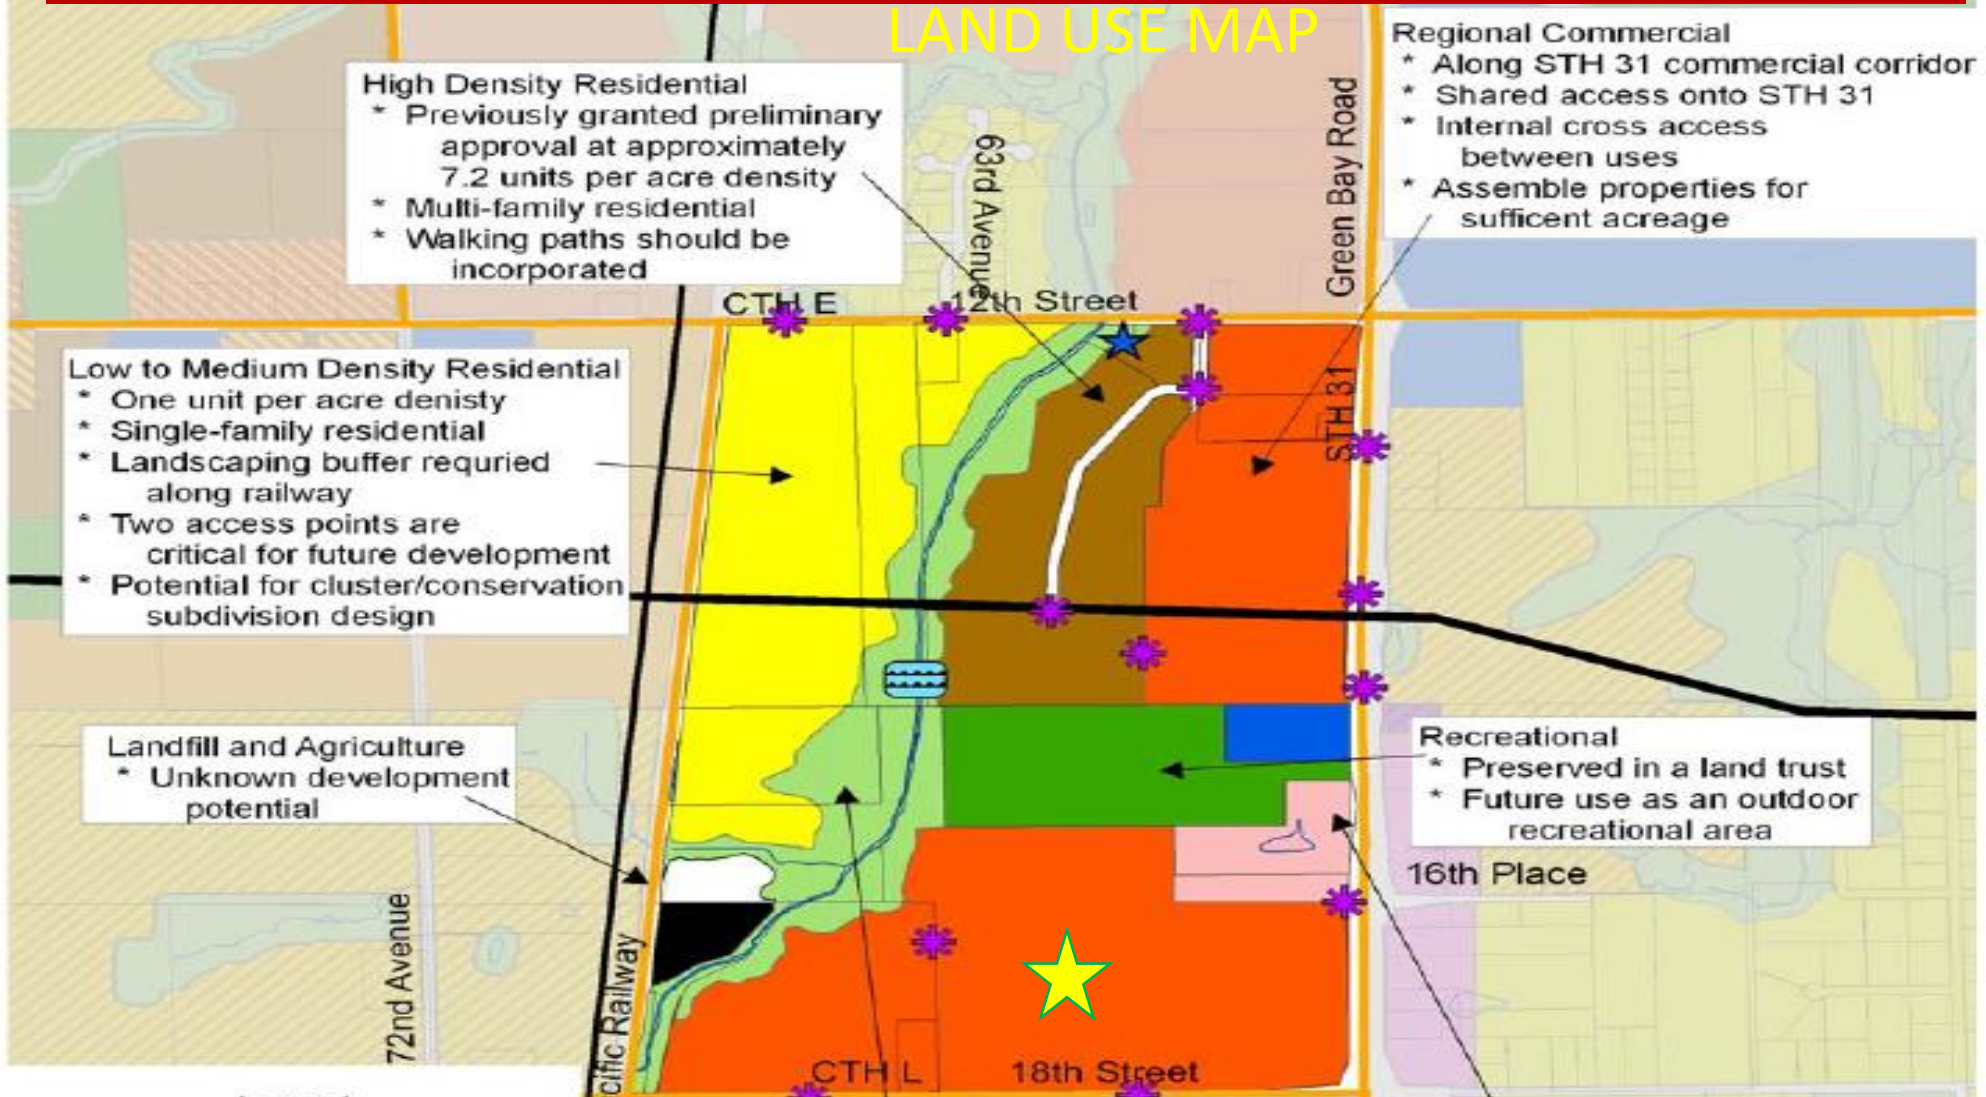 LAND USE MAP
High Density Residential
* Previously granted preliminary
approval at approximately
7.2 units per acre density
* Multi-family residential
* Walking paths should be
incorporated
Regional Commercial
* Along STH 31 commercial corridor
* Shared access onto STH 31
* Internal cross access
between uses
* Assemble properties for
sufficent acreage
63rd Avenue
Green Bay Road
CTH E
12th Street
Low to Medium Density Residential
* One unit per acre denisty
* Single-family residential
* Landscaping buffer requried
along railway
* Two access points are
critical for future development
* Potential for cluster/conservation
subdivision design
STH 31
Landfill and Agriculture
* Unknown development
potential
Recreational
* Preserved in a land trust
* Future use as an outdoor
recreational area
16th Place
72nd Avenue
cific Railway
CTH L
18th Street